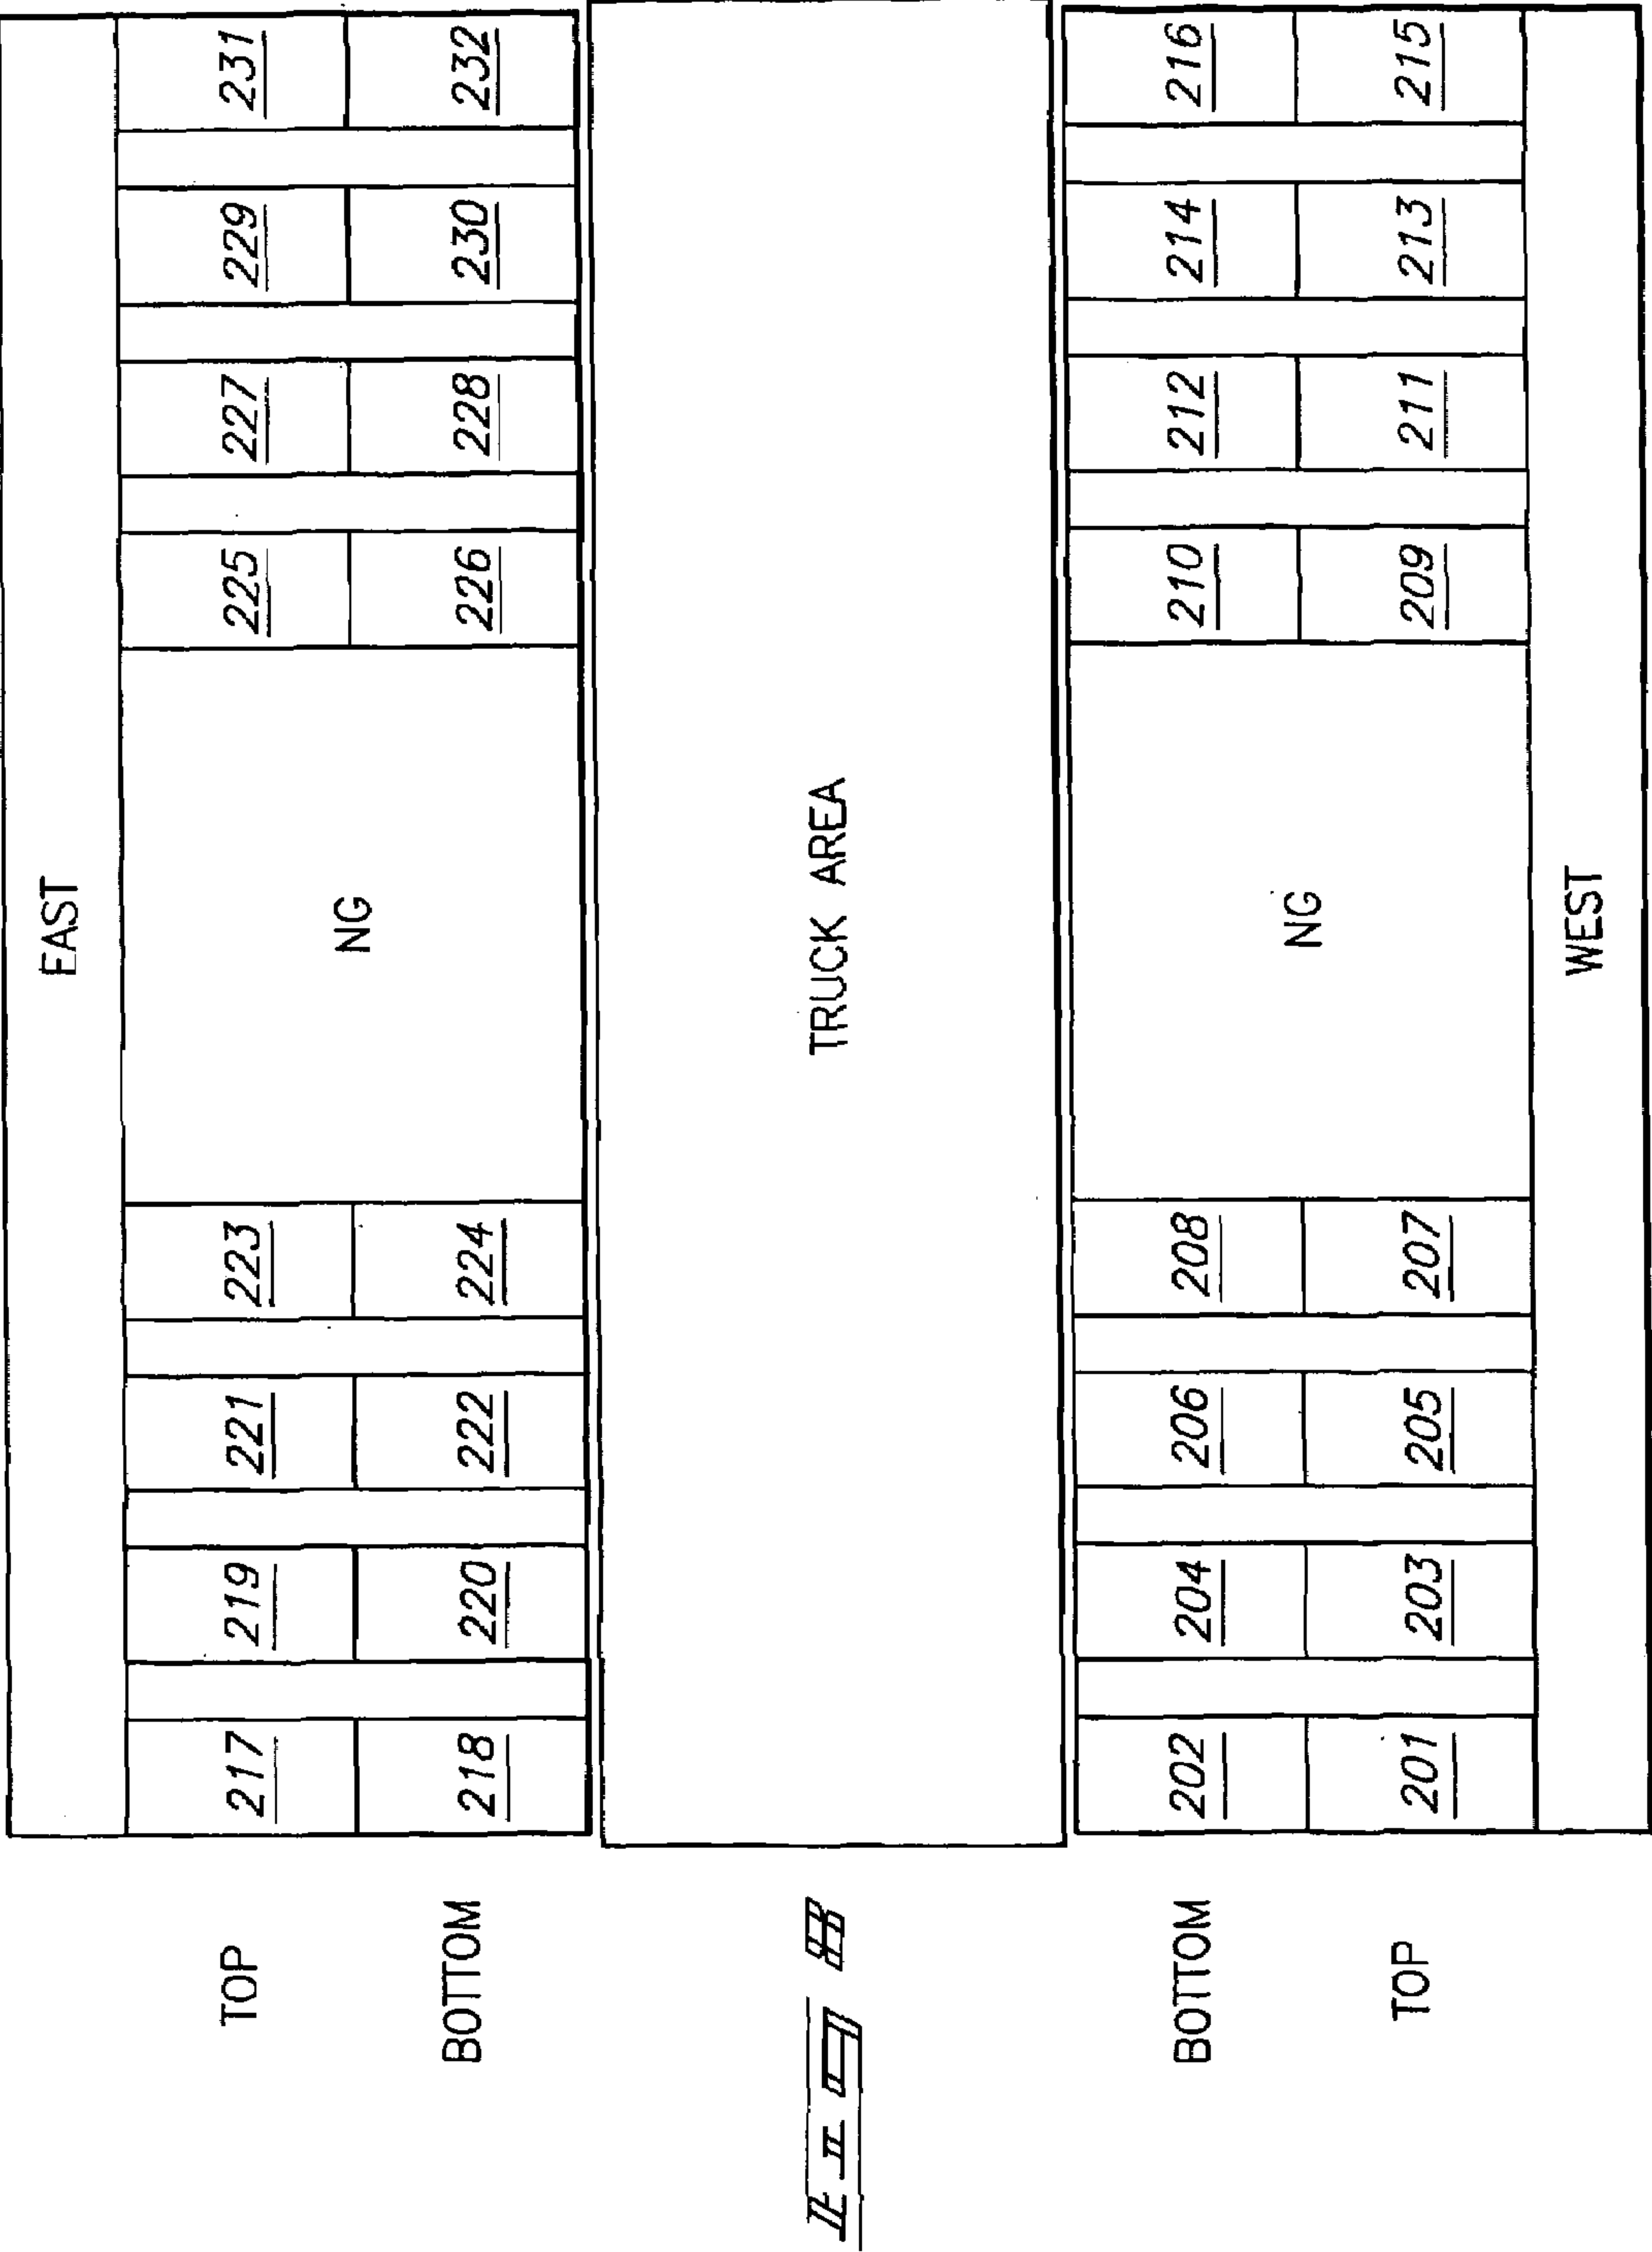 EAST
TOP 217 219 221 223 225 227 229 231
NG
BOTTOM 218 220 222 224 226 228 230 232
FIG 8
TRUCK AREA
BOTTOM 202 204 206 208 210 212 214 216
NG
TOP 201 203 205 207 209 211 213 215
WEST